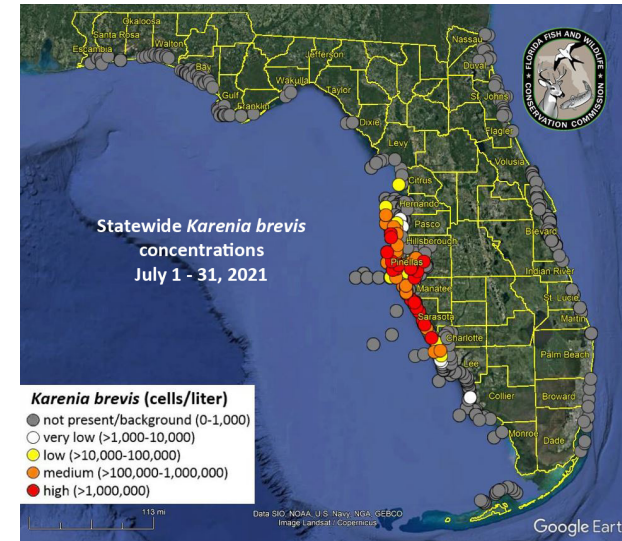 Okaloosa
Santa Rosa
Escambia
Walton
Bay
Gulf
Franklin
Wakulla
Jefferson
Taylor
Dixie
Levy
Nassau
Duval
St. Johns
Flagler
Volusia
Citrus
Hernando
Pasco
Hillsborough
Pinellas
Manatee
Sarasota
Charlotte
Lee
Brevard
Indian River
St. Lucie
Martin
Palm Beach
Collier
Broward
Monroe
Dade
FLORIDA FISH AND WILDLIFE
CONSERVATION COMMISSION
Statewide Karenia brevis
concentrations
July 1 - 31, 2021
Karenia brevis (cells/liter)
not present/background (0-1,000)
very low (>1,000-10,000)
low (>10,000-100,000)
medium (>100,000-1,000,000)
high (>1,000,000)
113 mi
Data SIO, NOAA, U.S. Navy, NGA, GEBCO
Image Landsat / Copernicus
Google Eart